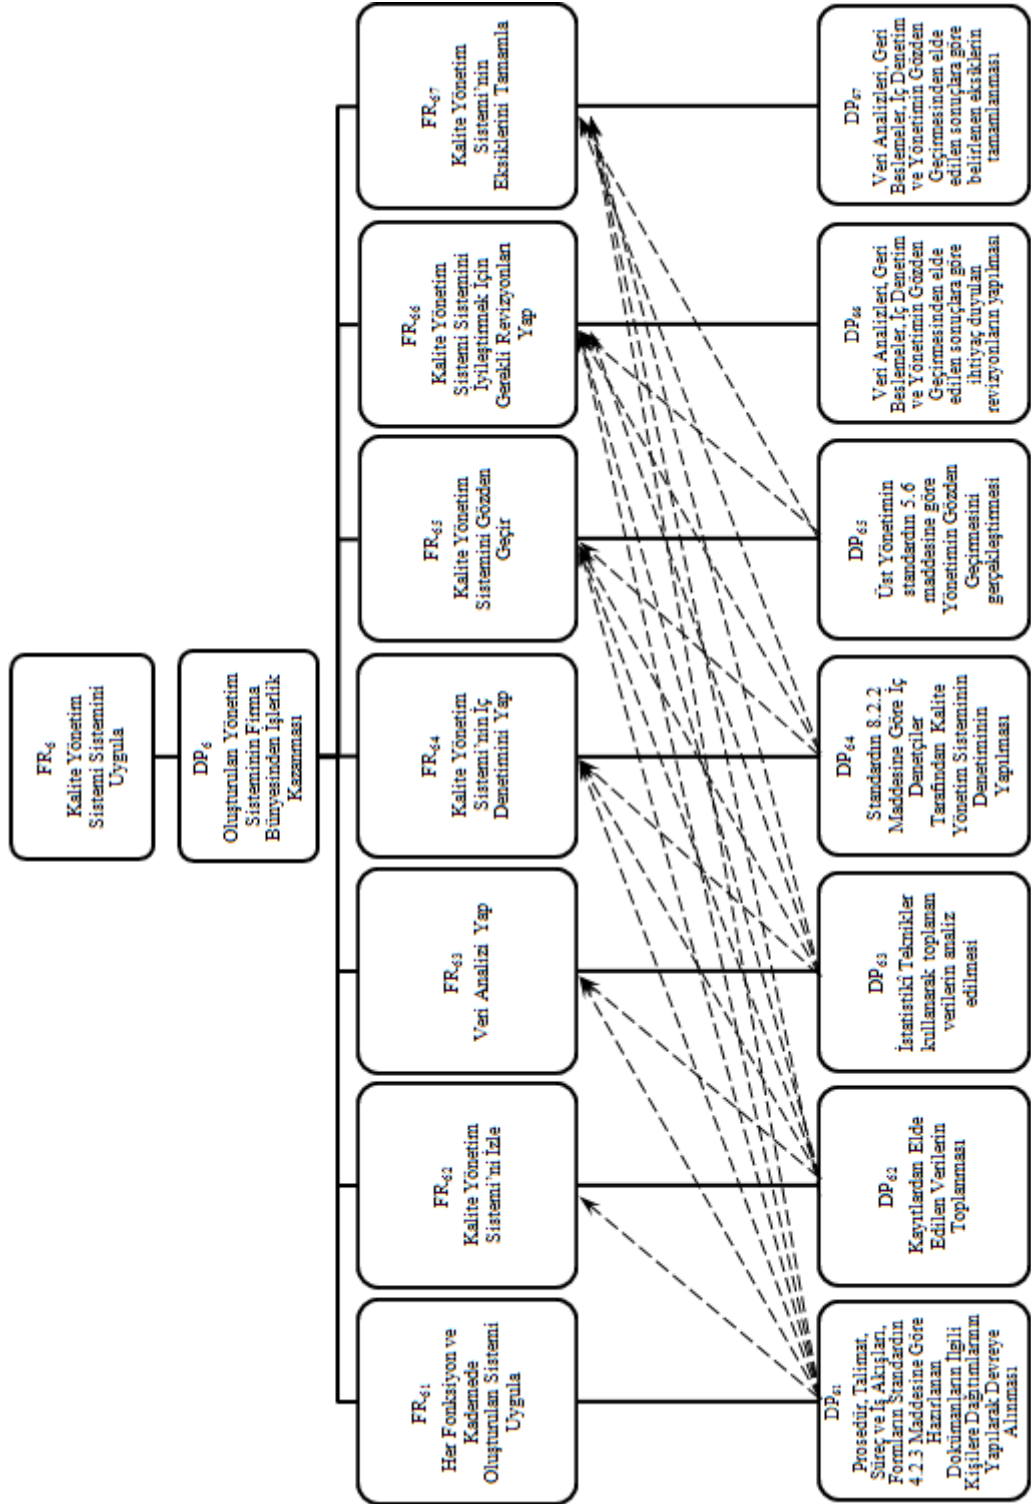 FR6
Kalite Yönetim
Sistemi Sistemini
Uygula
DP6
Oluşturulan Yönetim
Sisteminin Firma
Bünyesinden İşlerlik
Kazanması
FR61
Her Fonksiyon ve
Kademede
Oluşturulan Sistemi
Uygula
FR62
Kalite Yönetim
Sistemi'ni İzle
FR63
Veri Analizi Yap
FR64
Kalite Yönetim
Sistemi'nin İç
Denetimini Yap
FR65
Kalite Yönetim
Sistemini Gözden
Geçir
FR66
Kalite Yönetim
Sistemi Sistemini
İyileştirmek İçin
Gerekli Revizyonları
Yap
FR67
Kalite Yönetim
Sistemi'nin
Eksiklerini Tamamla
DP61
Prosedür, Talimat,
Süreç ve İş Akışları,
Formların Standardın
4.2.3 Maddesine Göre
Hazırlanan
Dokümanların İlgili
Kişilere Dağıtımlarının
Yapılarak Devreye
Alınması
DP62
Kayıtlardan Elde
Edilen Verilerin
Toplanması
DP63
İstatistikî Teknikler
kullanarak toplanan
verilerin analiz
edilmesi
DP64
Standardım 8.2.2
Maddesine Göre İç
Denetçiler
Tarafından Kalite
Yönetim Sisteminin
Denetiminin
Yapılması
DP65
Üst Yönetimin
standardın 5.6
maddesine göre
Yönetimin Gözden
Geçirmesini
gerçekleştirmesi
DP66
Veri Analizleri, Geri
Beslemeler, İç Denetim
ve Yönetimin Gözden
Geçirmesinden elde
edilen sonuçlara göre
ihtiyaç duyulan
revizyonların yapılması
DP67
Veri Analizleri, Geri
Beslemeler, İç Denetim
ve Yönetimin Gözden
Geçirmesinden elde
edilen sonuçlara göre
belirlenen eksiklerin
tamamlanması